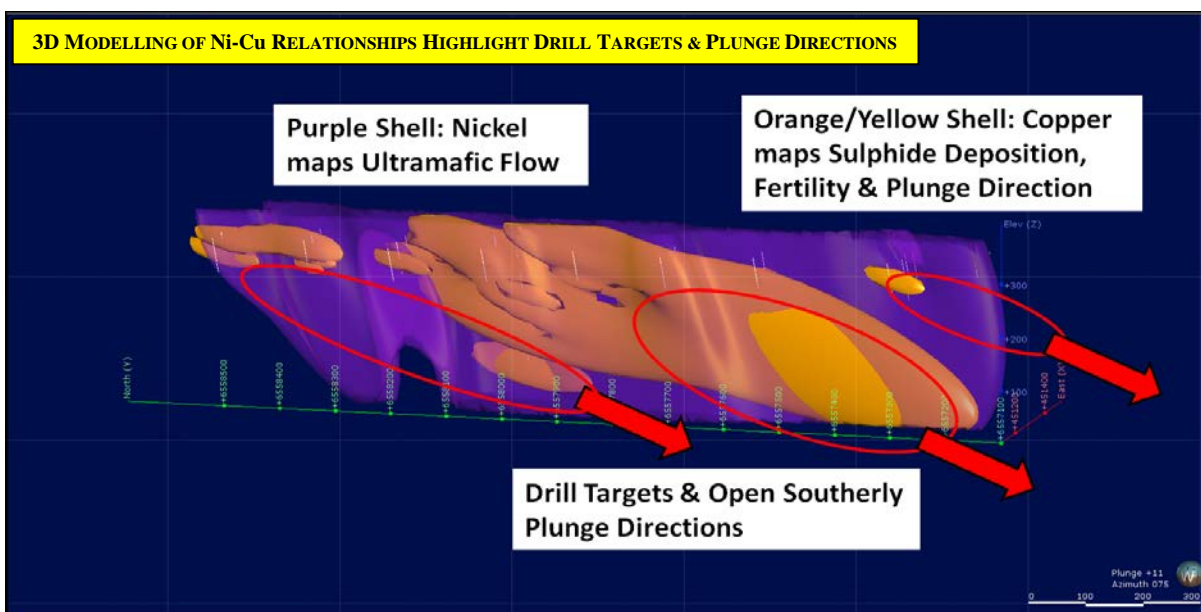 3D MODELLING OF Ni-Cu RELATIONSHIPS HIGHLIGHT DRILL TARGETS & PLUNGE DIRECTIONS
Purple Shell: Nickel
maps Ultramafic Flow
Orange/Yellow Shell: Copper
maps Sulphide Deposition,
Fertility & Plunge Direction
Elev (Z)
+300
+200
+100
North (Y)
+6558500
+6558400
+6558300
+6558200
+6558100
+6558000
+6557900
+6557700
+6557600
+6557500
+6557400
+6557200
+6557100
+451400
East (X)
Drill Targets & Open Southerly
Plunge Directions
Plunge +11
Azimuth 075
0 100 200 300